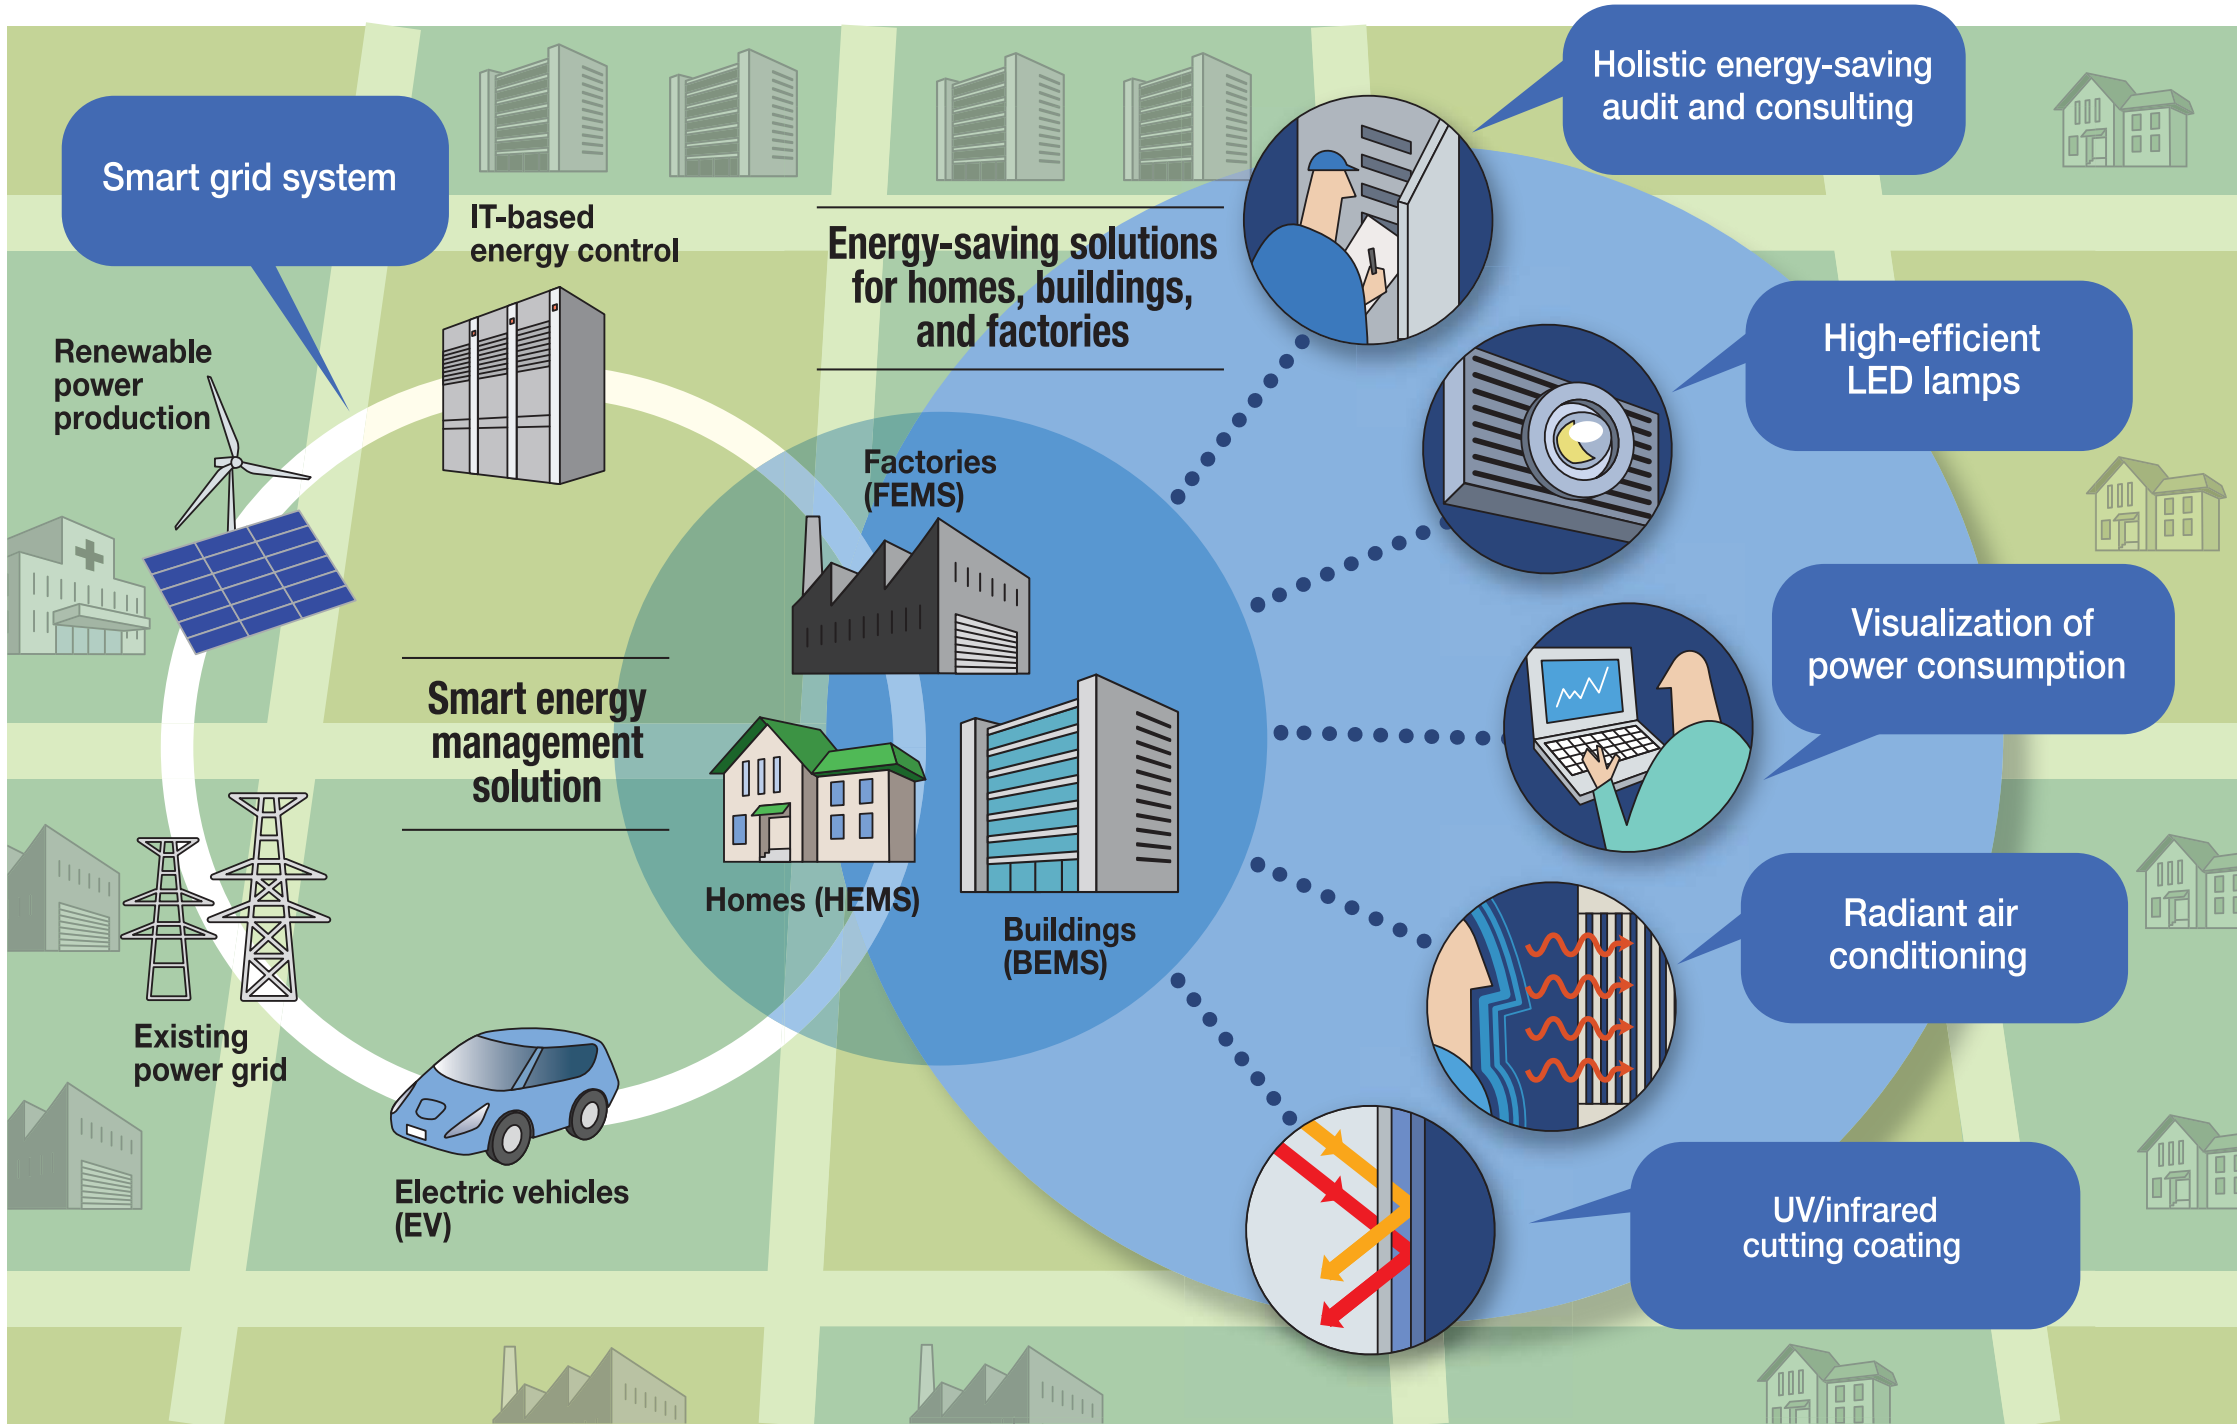 Holistic energy-saving
audit and consulting
Smart grid system
IT-based
energy control
Energy-saving solutions
for homes, buildings,
and factories
High-efficient
LED lamps
Renewable
power
production
Factories
(FEMS)
Visualization of
power consumption
Smart energy
management
solution
Homes (HEMS)
Buildings
(BEMS)
Radiant air
conditioning
Existing
power grid
Electric vehicles
(EV)
UV/infrared
cutting coating